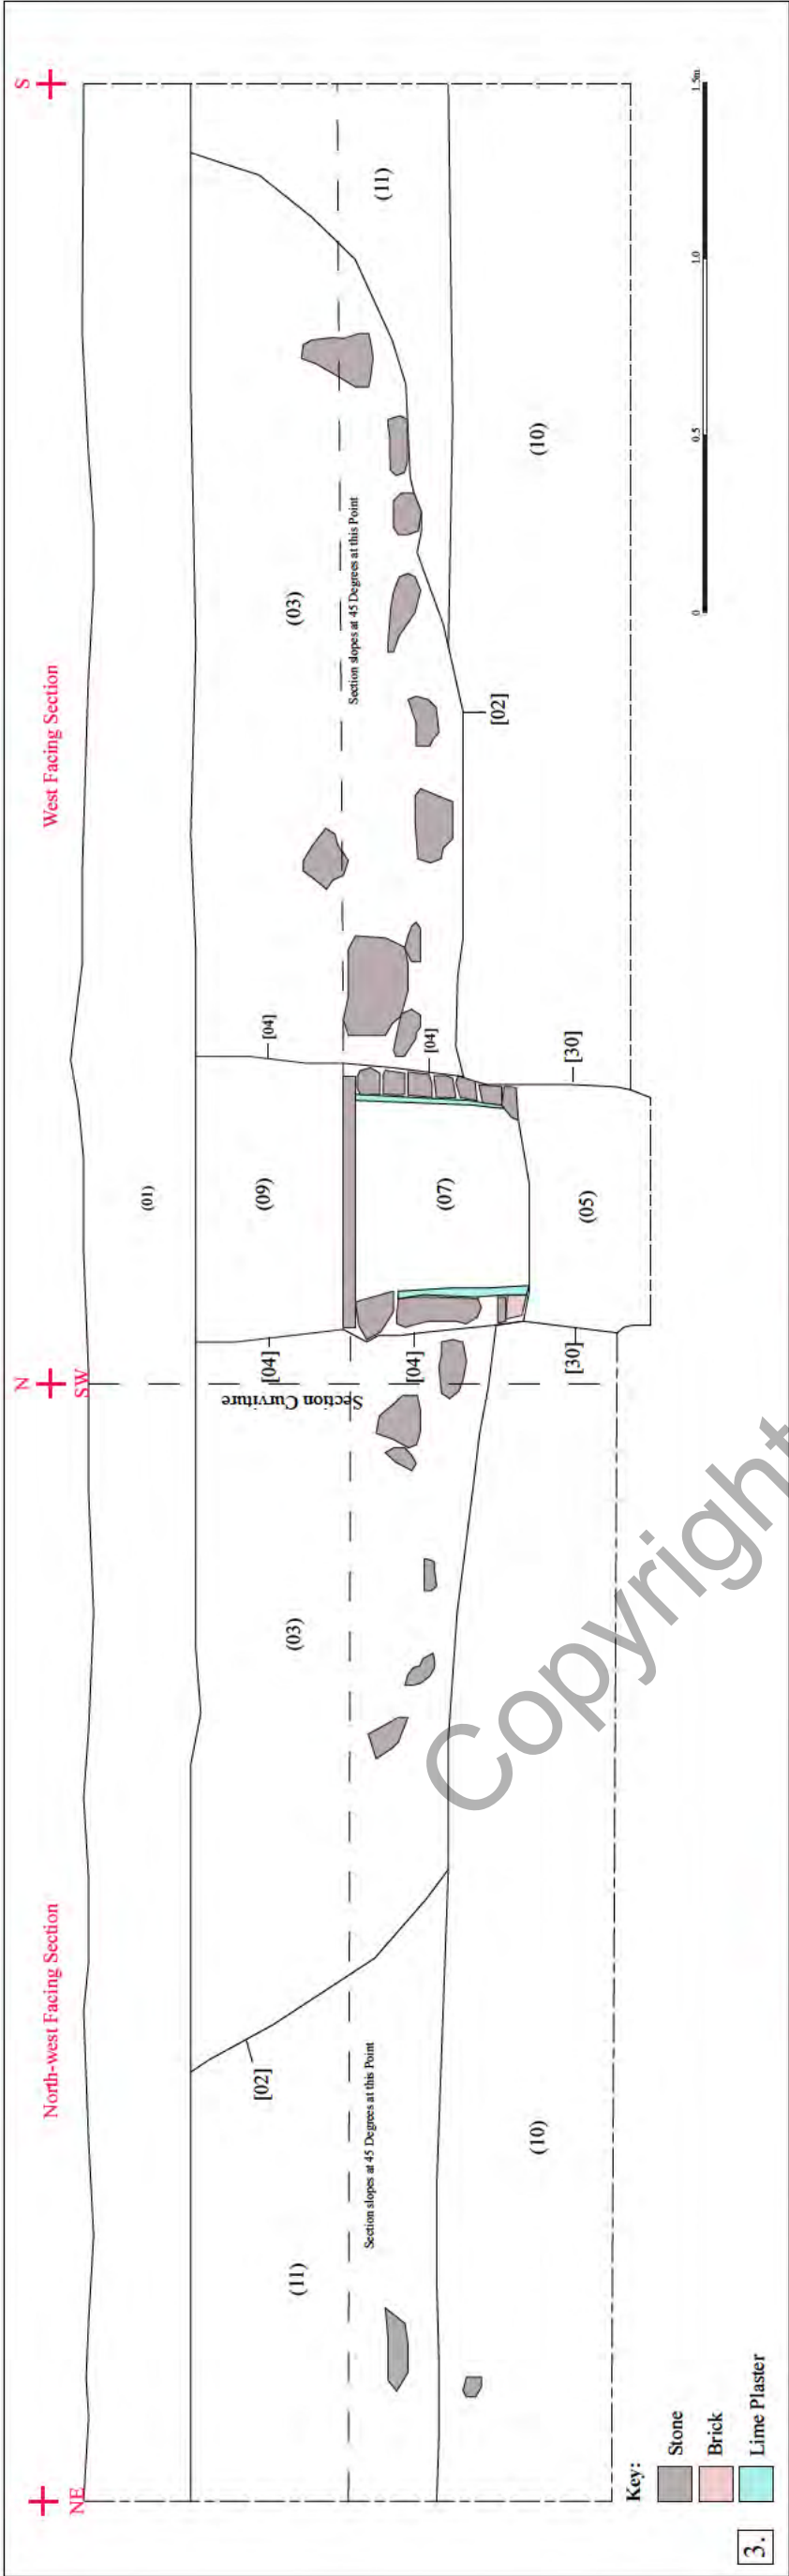 North-west Facing Section
West Facing Section
NE
N
SW
S
(01)
(11)
[02]
(03)
Section Curviture
[04]
(09)
[04]
(03)
(11)
Section slopes at 45 Degrees at this Point
Section slopes at 45 Degrees at this Point
[04]
(07)
[04]
[02]
(10)
[30]
(05)
[30]
(10)
Key:
Stone
Brick
Lime Plaster
0
0.5
1.0
1.5m
3.
Copyright